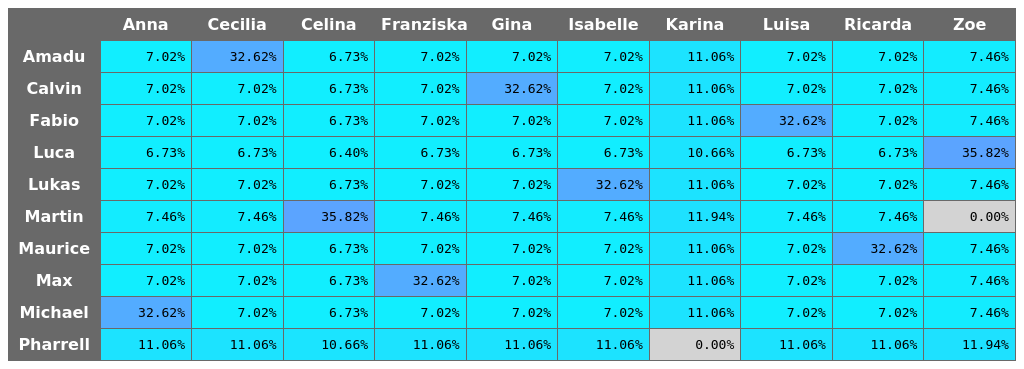 Anna Cecilia Celina Franziska Gina Isabelle Karina Luisa Ricarda Zoe
Amadu 7.02% 32.62% 6.73% 7.02% 7.02% 7.02% 11.06% 7.02% 7.02% 7.46%
Calvin 7.02% 7.02% 6.73% 7.02% 32.62% 7.02% 11.06% 7.02% 7.02% 7.46%
Fabio 7.02% 7.02% 6.73% 7.02% 7.02% 7.02% 11.06% 32.62% 7.02% 7.46%
Luca 6.73% 6.73% 6.40% 6.73% 6.73% 6.73% 10.66% 6.73% 6.73% 35.82%
Lukas 7.02% 7.02% 6.73% 7.02% 7.02% 32.62% 11.06% 7.02% 7.02% 7.46%
Martin 7.46% 7.46% 35.82% 7.46% 7.46% 7.46% 11.94% 7.46% 7.46% 0.00%
Maurice 7.02% 7.02% 6.73% 7.02% 7.02% 7.02% 11.06% 7.02% 32.62% 7.46%
Max 7.02% 7.02% 6.73% 32.62% 7.02% 7.02% 11.06% 7.02% 7.02% 7.46%
Michael 32.62% 7.02% 6.73% 7.02% 7.02% 7.02% 11.06% 7.02% 7.02% 7.46%
Pharrell 11.06% 11.06% 10.66% 11.06% 11.06% 11.06% 0.00% 11.06% 11.06% 11.94%